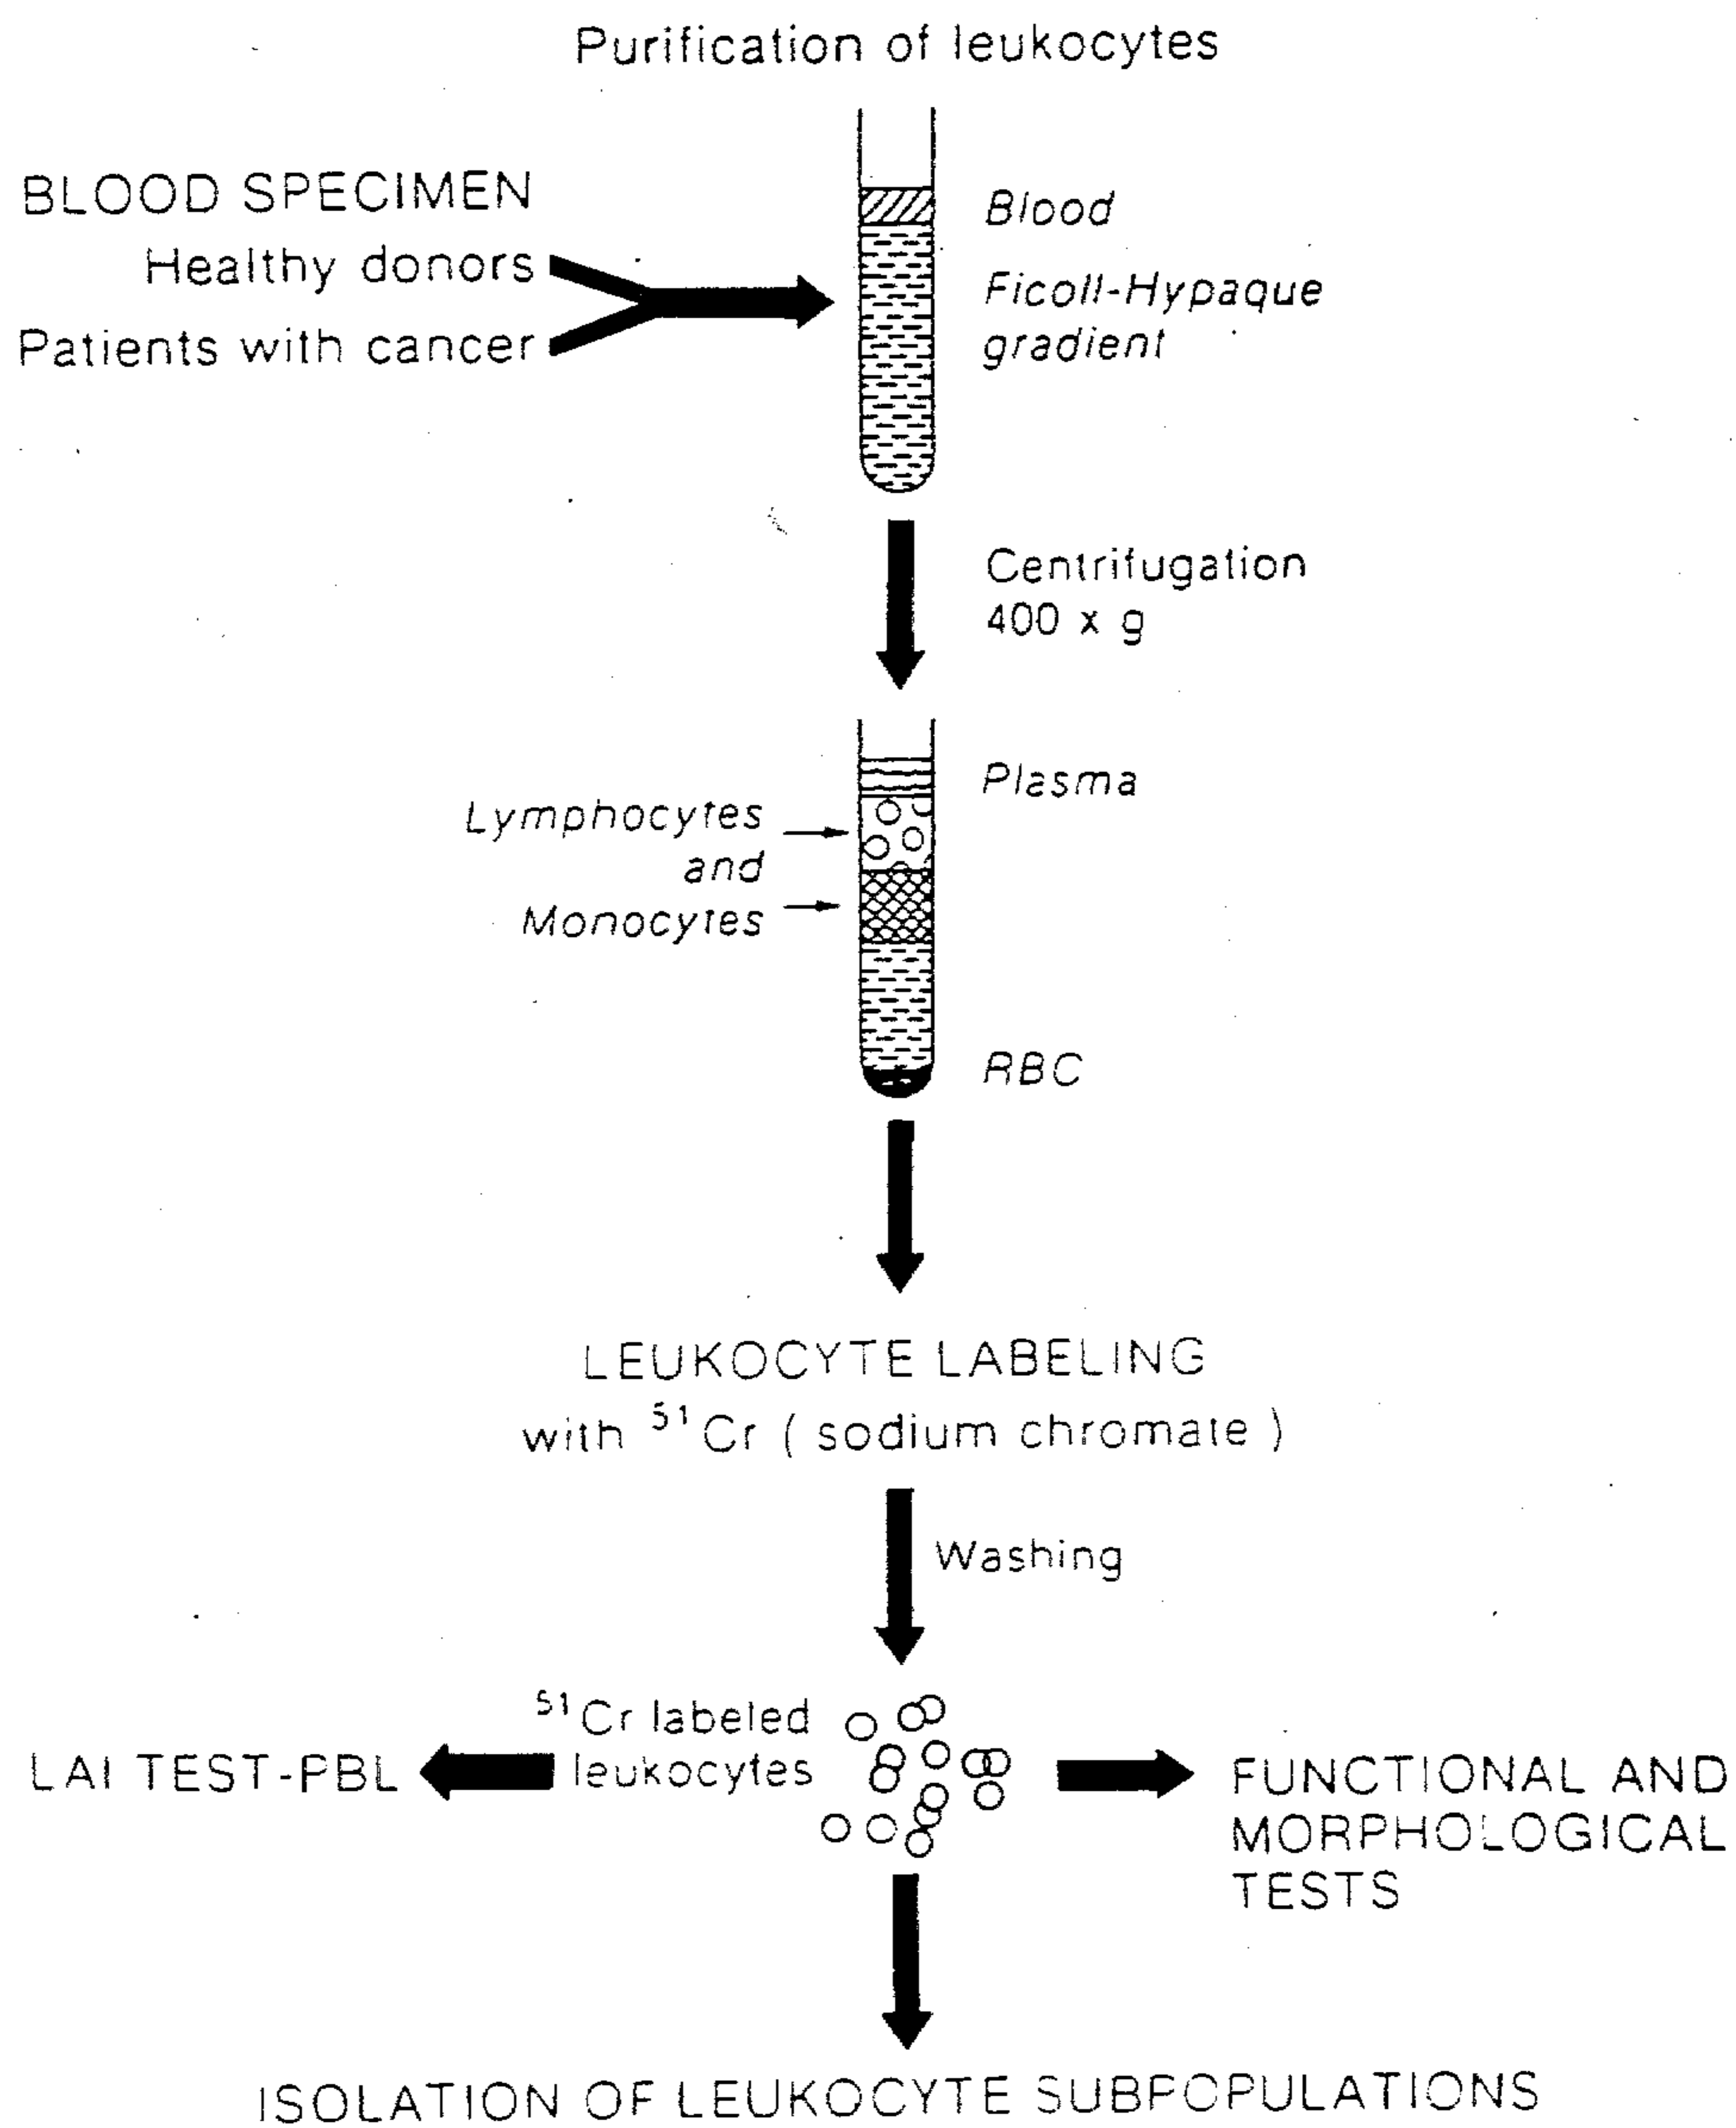 Purification of leukocytes
BLOOD SPECIMEN
Healthy donors
Patients with cancer
Blood
Ficoll-Hypaque
gradient
Centrifugation
400 x g
Plasma
Lymphocytes
and
Monocytes
RBC
LEUKOCYTE LABELING
with ⁵¹Cr ( sodium chromate )
Washing
⁵¹Cr labeled
leukocytes
LAI TEST-PBL
FUNCTIONAL AND
MORPHOLOGICAL
TESTS
ISOLATION OF LEUKOCYTE SUBPOPULATIONS